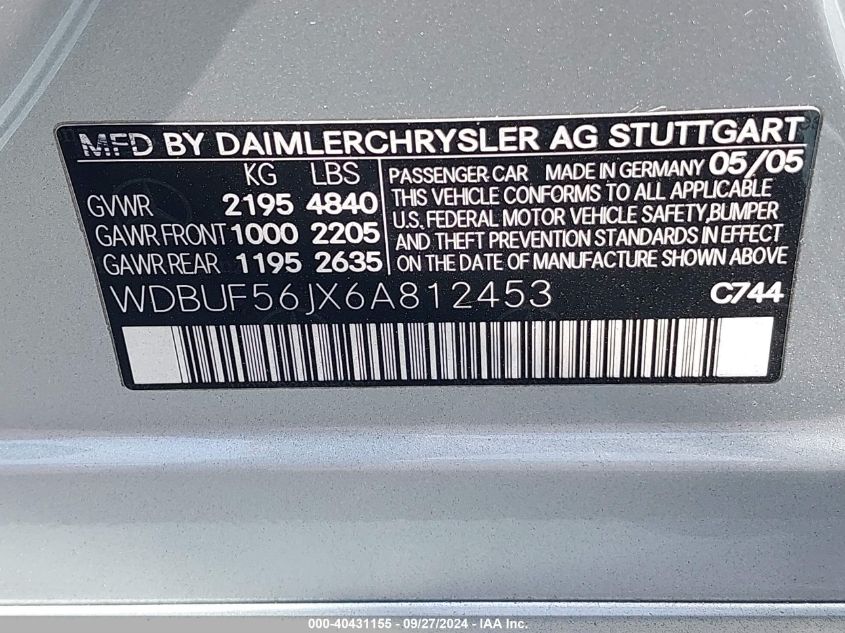 MFD BY DAIMLERCHRYSLER AG STUTTGART
KG LBS
GVWR 2195 4840
GAWR FRONT 1000 2205
GAWR REAR 1195 2635
PASSENGER CAR MADE IN GERMANY 05/05
THIS VEHICLE CONFORMS TO ALL APPLICABLE
U.S. FEDERAL MOTOR VEHICLE SAFETY, BUMPER
AND THEFT PREVENTION STANDARDS IN EFFECT
ON THE DATE OF MANUFACTURE SHOWN ABOVE.
WDBUF56JX6A812453 C744
000-40431155 - 09/27/2024 - IAAI.com